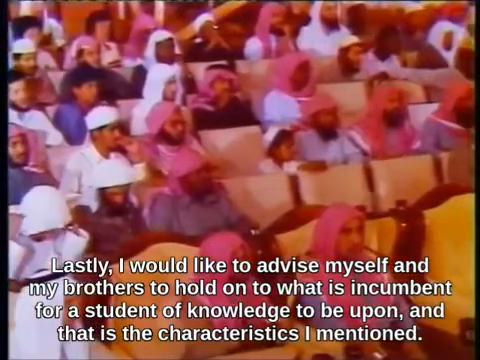 Lastly, I would like to advise myself and
my brothers to hold on to what is incumbent
for a student of knowledge to be upon, and
that is the characteristics I mentioned.